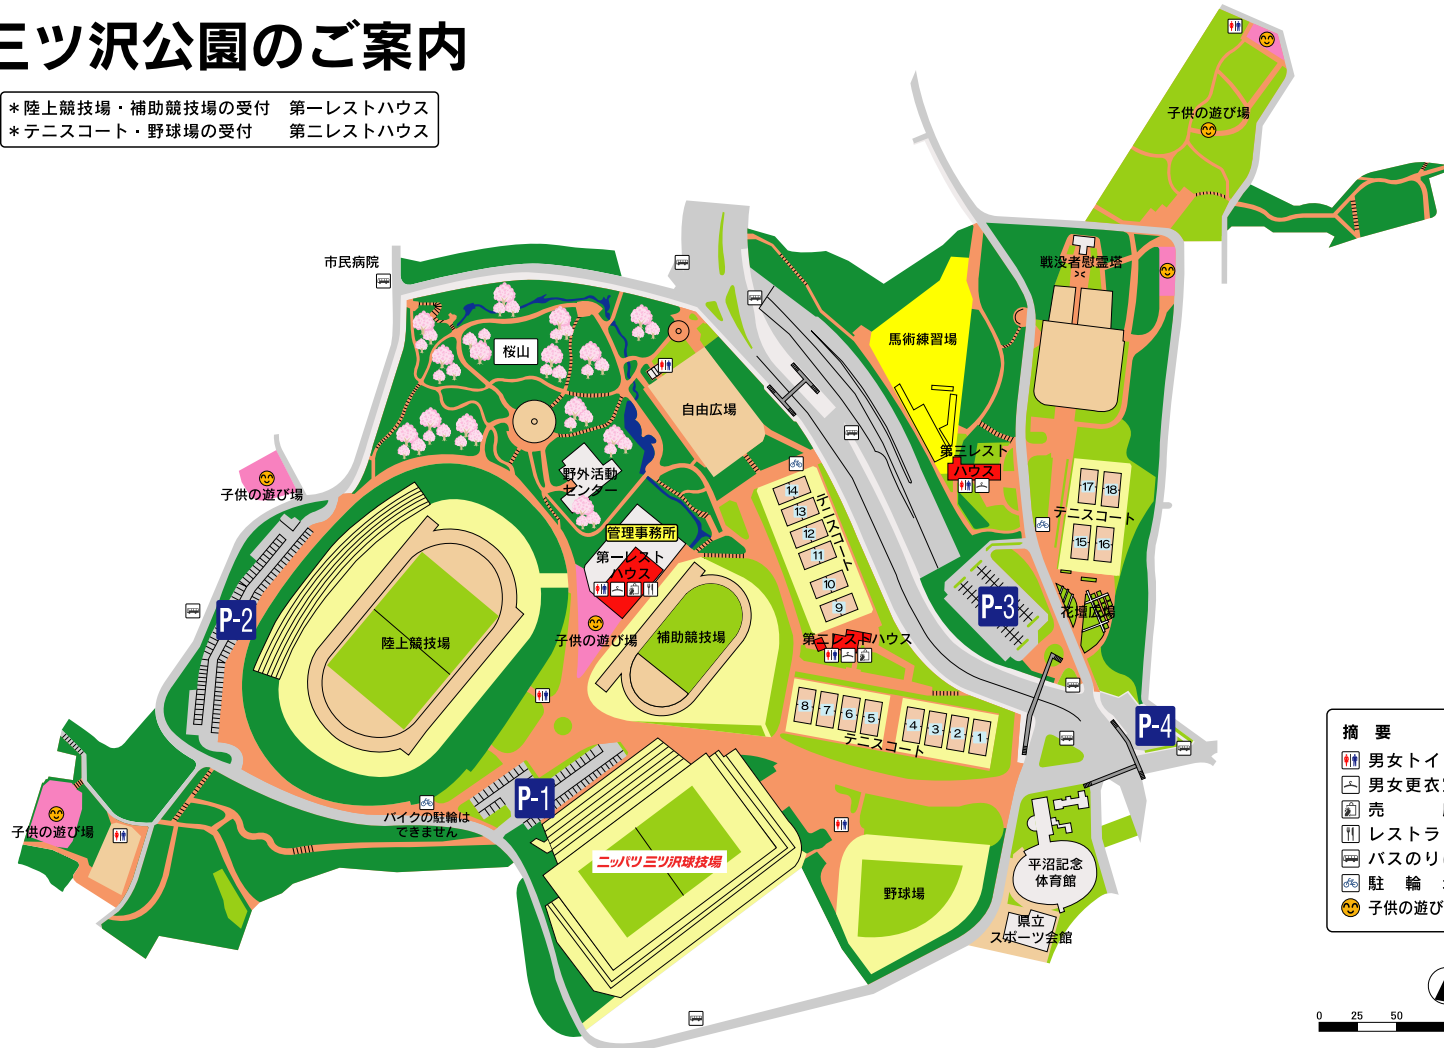 三ツ沢公園のご案内
＊陸上競技場・補助競技場の受付　第一レストハウス
＊テニスコート・野球場の受付　　第二レストハウス
子供の遊び場
市民病院
戦没者慰霊塔
馬術練習場
桜山
自由広場
第三レスト
ハウス
野外活動
センター
子供の遊び場
14
13
12
11
10
9
テニスコート
17
18
テニスコート
15
16
管理事務所
第一レスト
ハウス
P-2
P-3
花壇広場
陸上競技場
子供の遊び場
補助競技場
第二レストハウス
8
7
6
5
4
3
2
1
テニスコート
P-4
P-1
バイクの駐輪は
できません
子供の遊び場
ニッパツ 三ツ沢球技場
野球場
平沼記念
体育館
県立
スポーツ会館
摘　要
男女トイ
男女更衣
売
レストラ
バスのり
駐　輪
子供の遊び
0　25　50